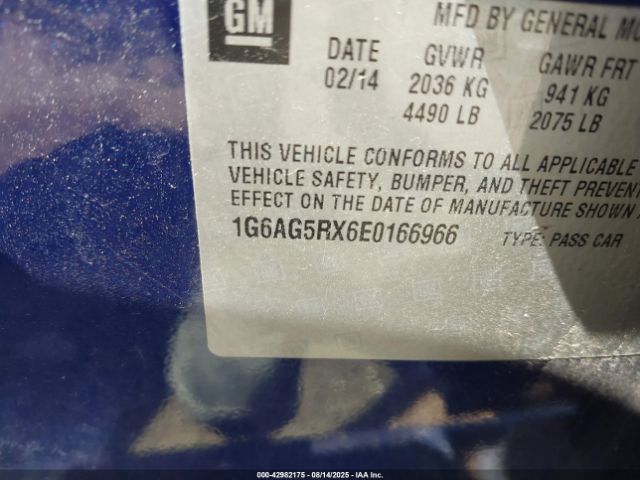 GM
MFD BY GENERAL MO
DATE GVWR GAWR FRT
02/14 2036 KG 941 KG
4490 LB 2075 LB
THIS VEHICLE CONFORMS TO ALL APPLICABLE
VEHICLE SAFETY, BUMPER, AND THEFT PREVEN
EFFECT ON THE DATE OF MANUFACTURE SHOWN
1G6AG5RX6E0166966 TYPE: PASS CAR
000-42982175 - 08/14/2025 - IAA Inc.